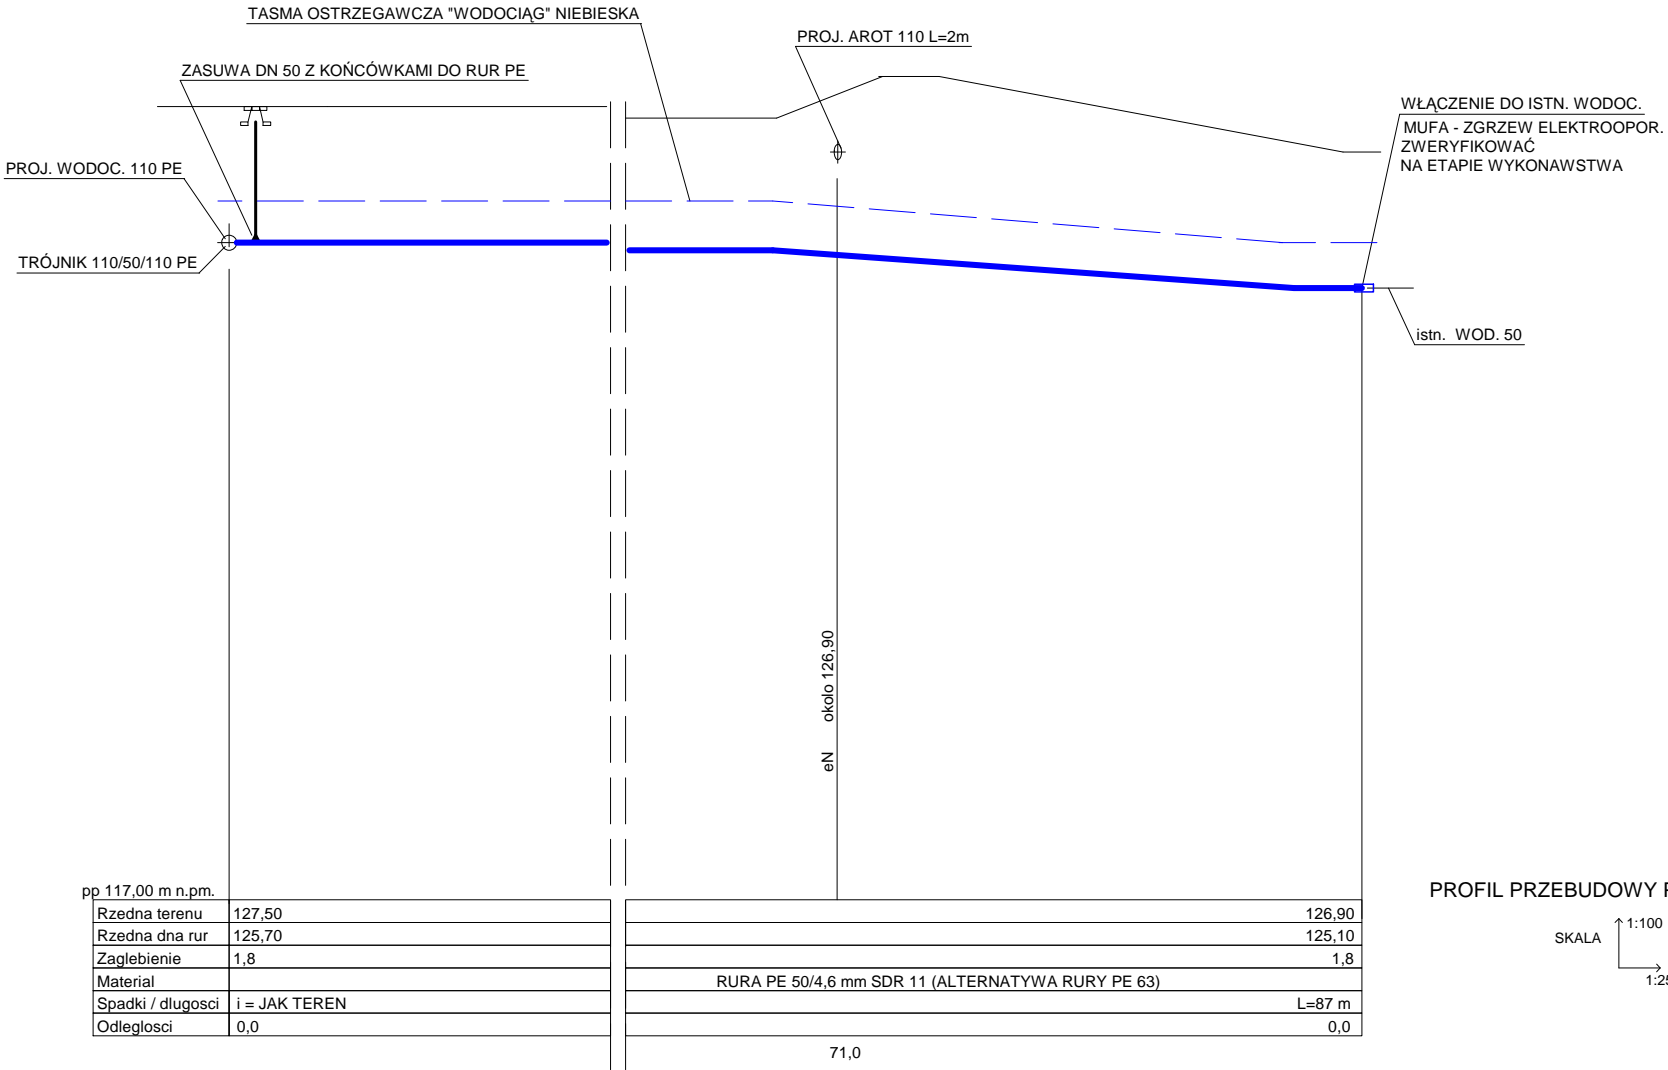 TASMA OSTRZEGAWCZA "WODOCIĄG" NIEBIESKA
PROJ. AROT 110 L=2m
ZASUWA DN 50 Z KOŃCÓWKAMI DO RUR PE
WŁĄCZENIE DO ISTN. WODOC.
MUFA - ZGRZEW ELEKTROOPOR.
ZWERYFIKOWAĆ
NA ETAPIE WYKONAWSTWA
PROJ. WODOC. 110 PE
TRÓJNIK 110/50/110 PE
istn. WOD. 50
eN okolo 126,90
pp 117,00 m n.pm.
Rzedna terenu 127,50 126,90
Rzedna dna rur 125,70 125,10
Zaglebienie 1,8 1,8
Material RURA PE 50/4,6 mm SDR 11 (ALTERNATYWA RURY PE 63)
Spadki / dlugosci i = JAK TEREN L=87 m
Odleglosci 0,0 0,0
71,0
PROFIL PRZEBUDOWY
SKALA 1:100